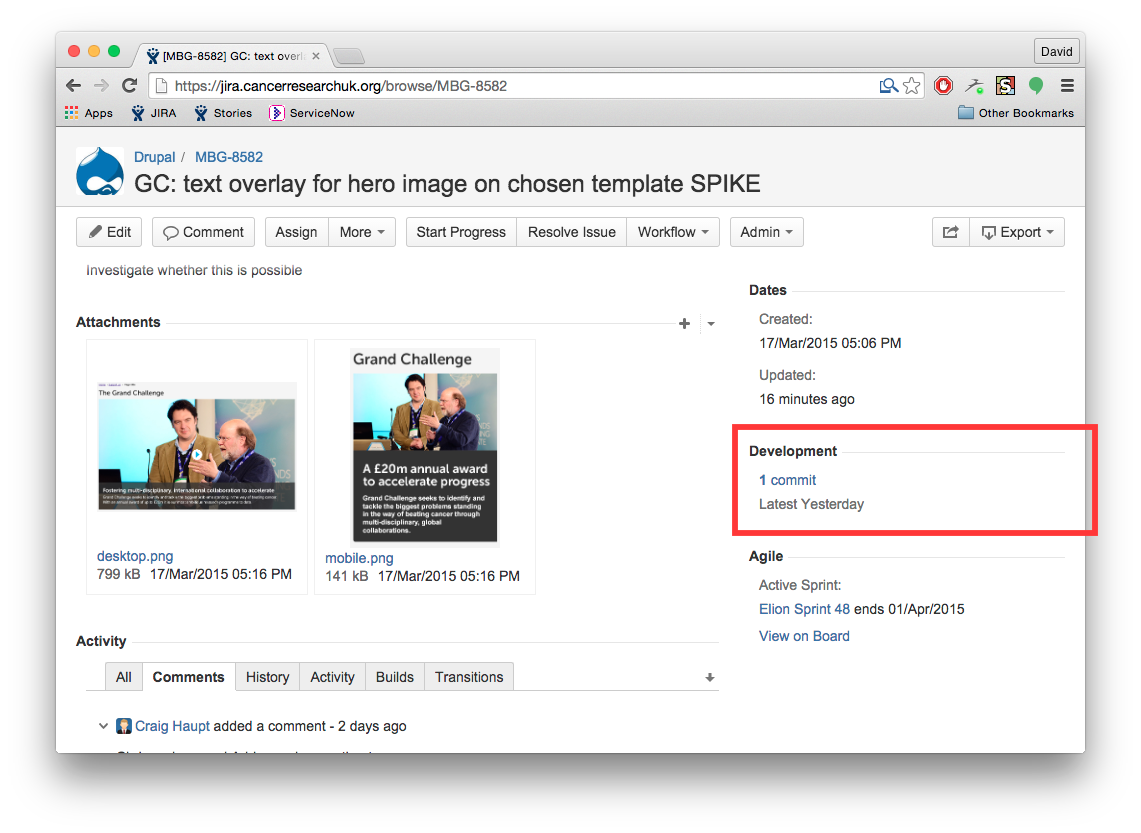 [MBG-8582] GC: text over
David
https://jira.cancerresearchuk.org/browse/MBG-8582
Apps JIRA Stories ServiceNow Other Bookmarks
Drupal / MBG-8582
GC: text overlay for hero image on chosen template SPIKE
Edit Comment Assign More Start Progress Resolve Issue Workflow Admin Export
Investigate whether this is possible
Attachments
The Grand Challenge
Fostering multi-disciplinary, international collaboration to accelerate
desktop.png
799 kB 17/Mar/2015 05:16 PM
Grand Challenge
A £20m annual award
to accelerate progress
Grand Challenge seeks to identify and
tackle the biggest problems standing
in the way of beating cancer through
multi-disciplinary, global
collaborations.
mobile.png
141 kB 17/Mar/2015 05:16 PM
Activity
All Comments History Activity Builds Transitions
Craig Haupt added a comment - 2 days ago
Dates
Created:
17/Mar/2015 05:06 PM
Updated:
16 minutes ago
Development
1 commit
Latest Yesterday
Agile
Active Sprint:
Elion Sprint 48 ends 01/Apr/2015
View on Board